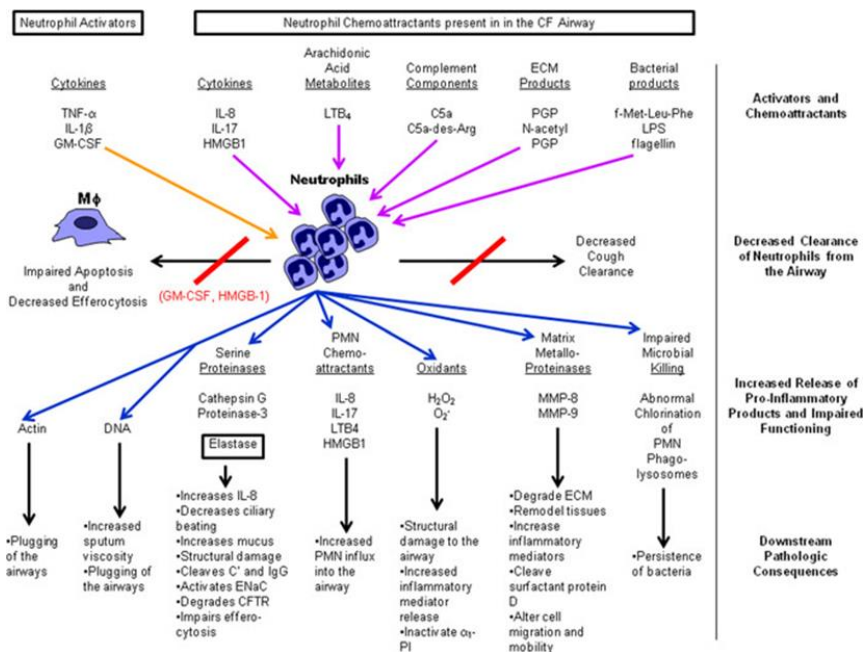 Neutrophil Activators
Neutrophil Chemoattractants present in in the CF Airway
Cytokines
TNF-α
IL-1β
GM-CSF
Cytokines
IL-8
IL-17
HMGB1
Arachidonic
Acid
Metabolites
LTB₄
Complement
Components
C5a
C5a-des-Arg
ECM
Products
PGP
N-acetyl
PGP
Bacterial
products
f-Met-Leu-Phe
LPS
flagellin
Activators and
Chemoattractants
Neutrophils
Mϕ
Impaired Apoptosis
and
Decreased Efferocytosis
(GM-CSF, HMGB-1)
Decreased
Cough
Clearance
Decreased Clearance
of Neutrophils from
the Airway
Actin
DNA
Serine
Proteinases
Cathepsin G
Proteinase-3
Elastase
PMN
Chemo-
attractants
IL-8
IL-17
LTB4
HMGB1
Oxidants
H₂O₂
O₂⁻
Matrix
Metallo-
Proteinases
MMP-8
MMP-9
Impaired
Microbial
Killing
Abnormal
Chlorination
of
PMN
Phago-
lysosomes
Increased Release of
Pro-Inflammatory
Products and Impaired
Functioning
•Plugging
of the
airways
•Increased
sputum
viscosity
•Plugging of
the airways
•Increases IL-8
•Decreases ciliary
beating
•Increases mucus
•Structural damage
•Cleaves C' and IgG
•Activates ENaC
•Degrades CFTR
•Impairs effero-
cytosis
•Increased
PMN influx
into the
airway
•Structural
damage to the
airway
•Increased
inflammatory
mediator
release
•Inactivate α₁-
PI
•Degrade ECM
•Remodel tissues
•Increase
inflammatory
mediators
•Cleave
surfactant protein
D
•Alter cell
migration and
mobility
•Persistence
of bacteria
Downstream
Pathologic
Consequences